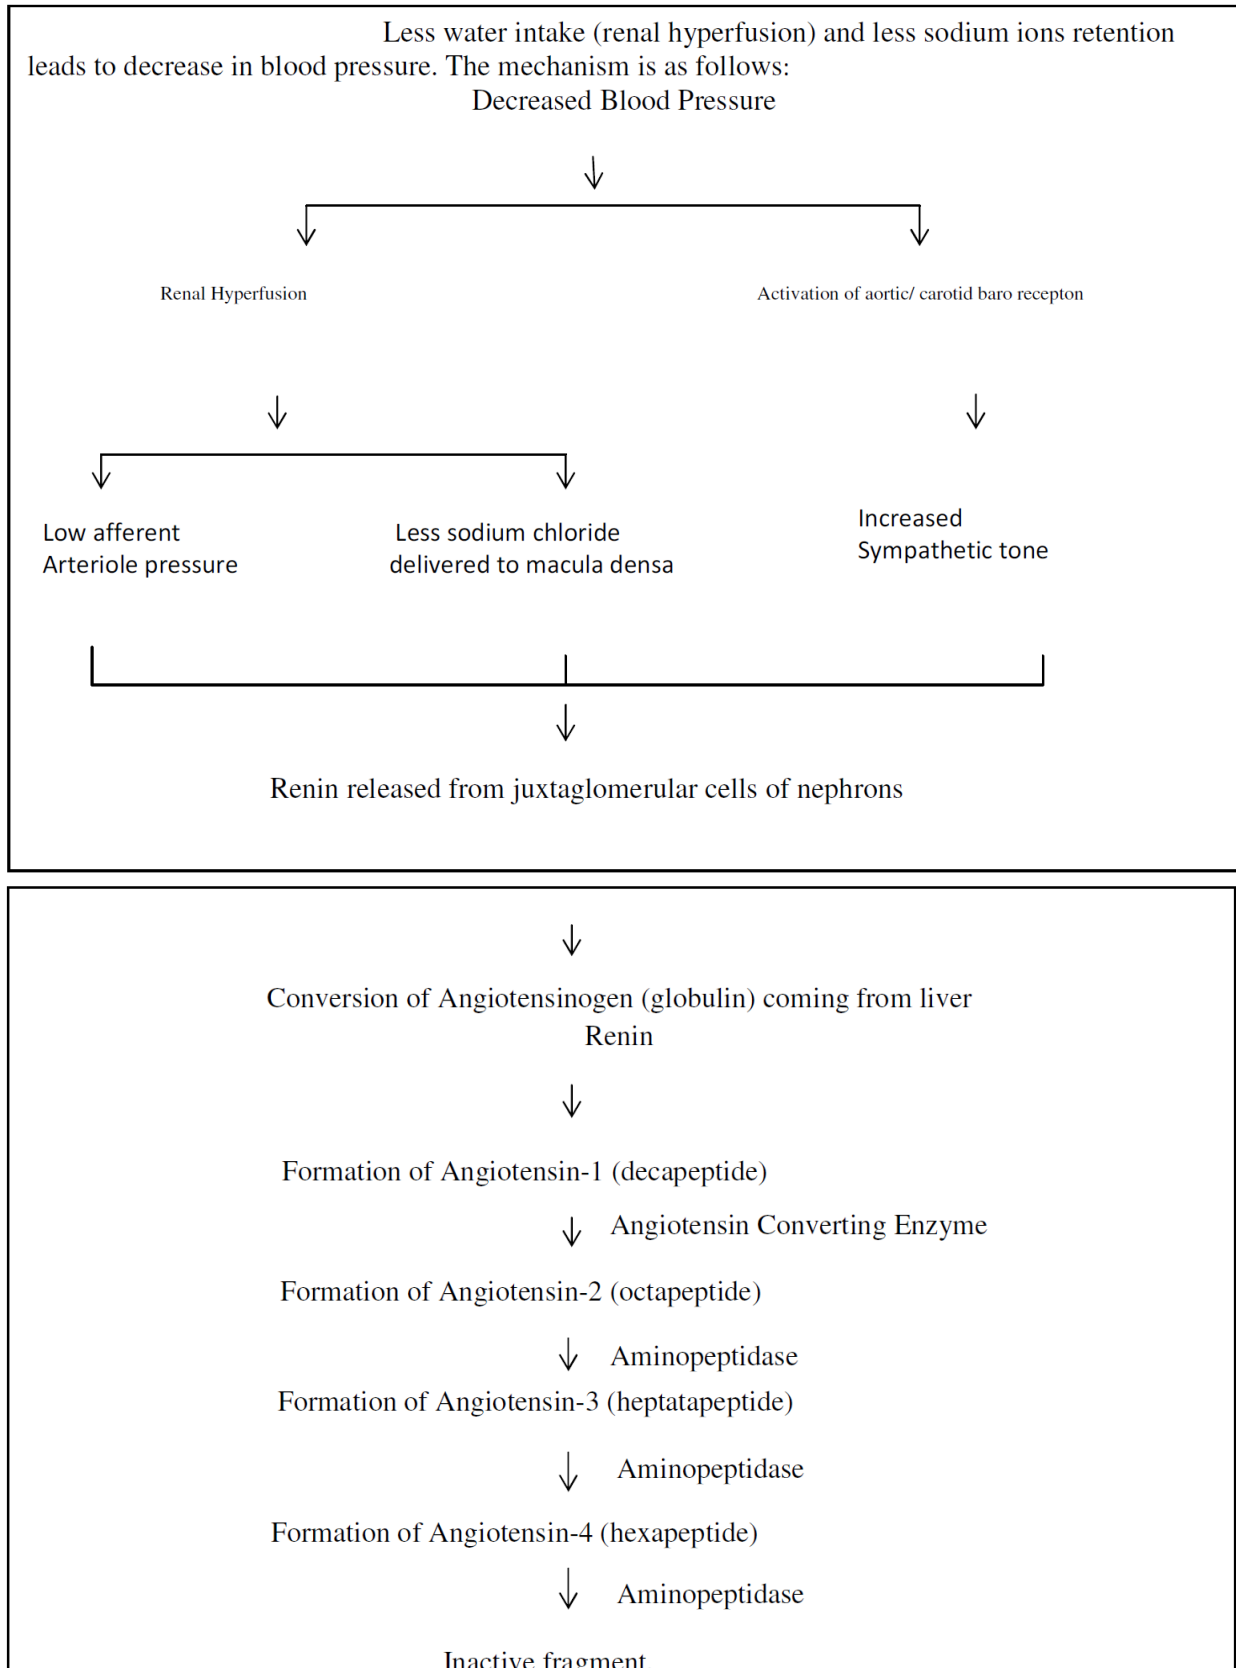 Less water intake (renal hyperfusion) and less sodium ions retention
leads to decrease in blood pressure. The mechanism is as follows:
Decreased Blood Pressure
Renal Hyperfusion
Activation of aortic/ carotid baro recepton
Low afferent
Arteriole pressure
Less sodium chloride
delivered to macula densa
Increased
Sympathetic tone
Renin released from juxtaglomerular cells of nephrons
Conversion of Angiotensinogen (globulin) coming from liver
Renin
Formation of Angiotensin-1 (decapeptide)
Angiotensin Converting Enzyme
Formation of Angiotensin-2 (octapeptide)
Aminopeptidase
Formation of Angiotensin-3 (heptatapeptide)
Aminopeptidase
Formation of Angiotensin-4 (hexapeptide)
Aminopeptidase
Inactive fragment